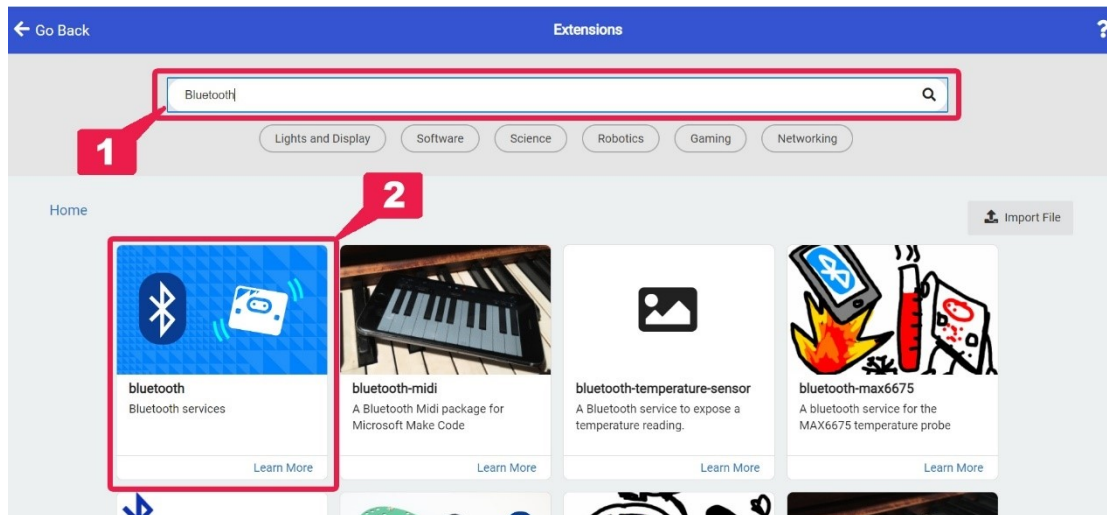 Go Back
Extensions
?
Bluetooth
1
Lights and Display
Software
Science
Robotics
Gaming
Networking
2
Home
Import File
bluetooth
Bluetooth services
Learn More
bluetooth-midi
A Bluetooth Midi package for
Microsoft Make Code
Learn More
bluetooth-temperature-sensor
A Bluetooth service to expose a
temperature reading.
Learn More
bluetooth-max6675
A bluetooth service for the
MAX6675 temperature probe
Learn More